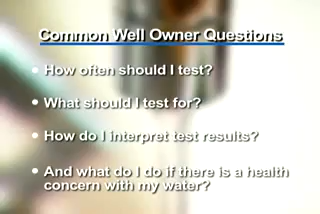 Common Well Owner Questions
• How often should I test?
• What should I test for?
• How do I interpret test results?
• And what do I do if there is a health
concern with my water?